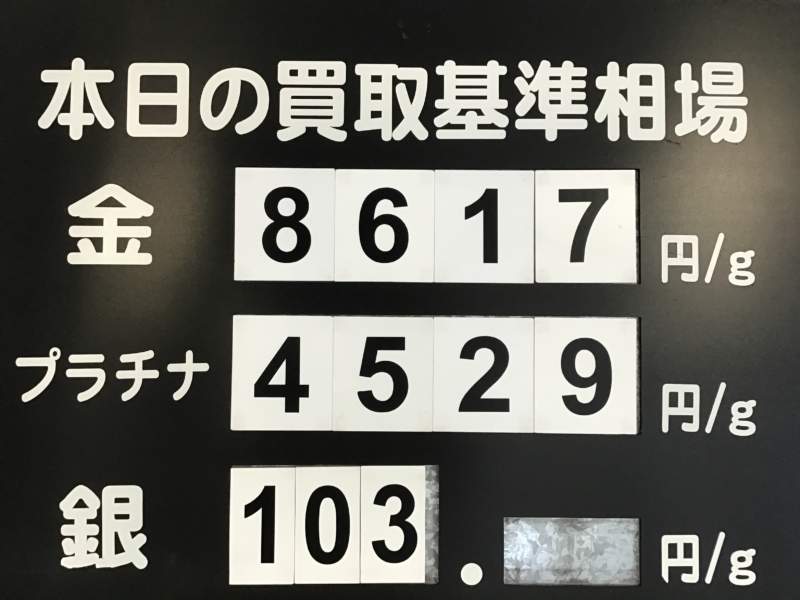 本日の買取基準相場
金 8617 円/g
プラチナ 4529 円/g
銀 103. 円/g